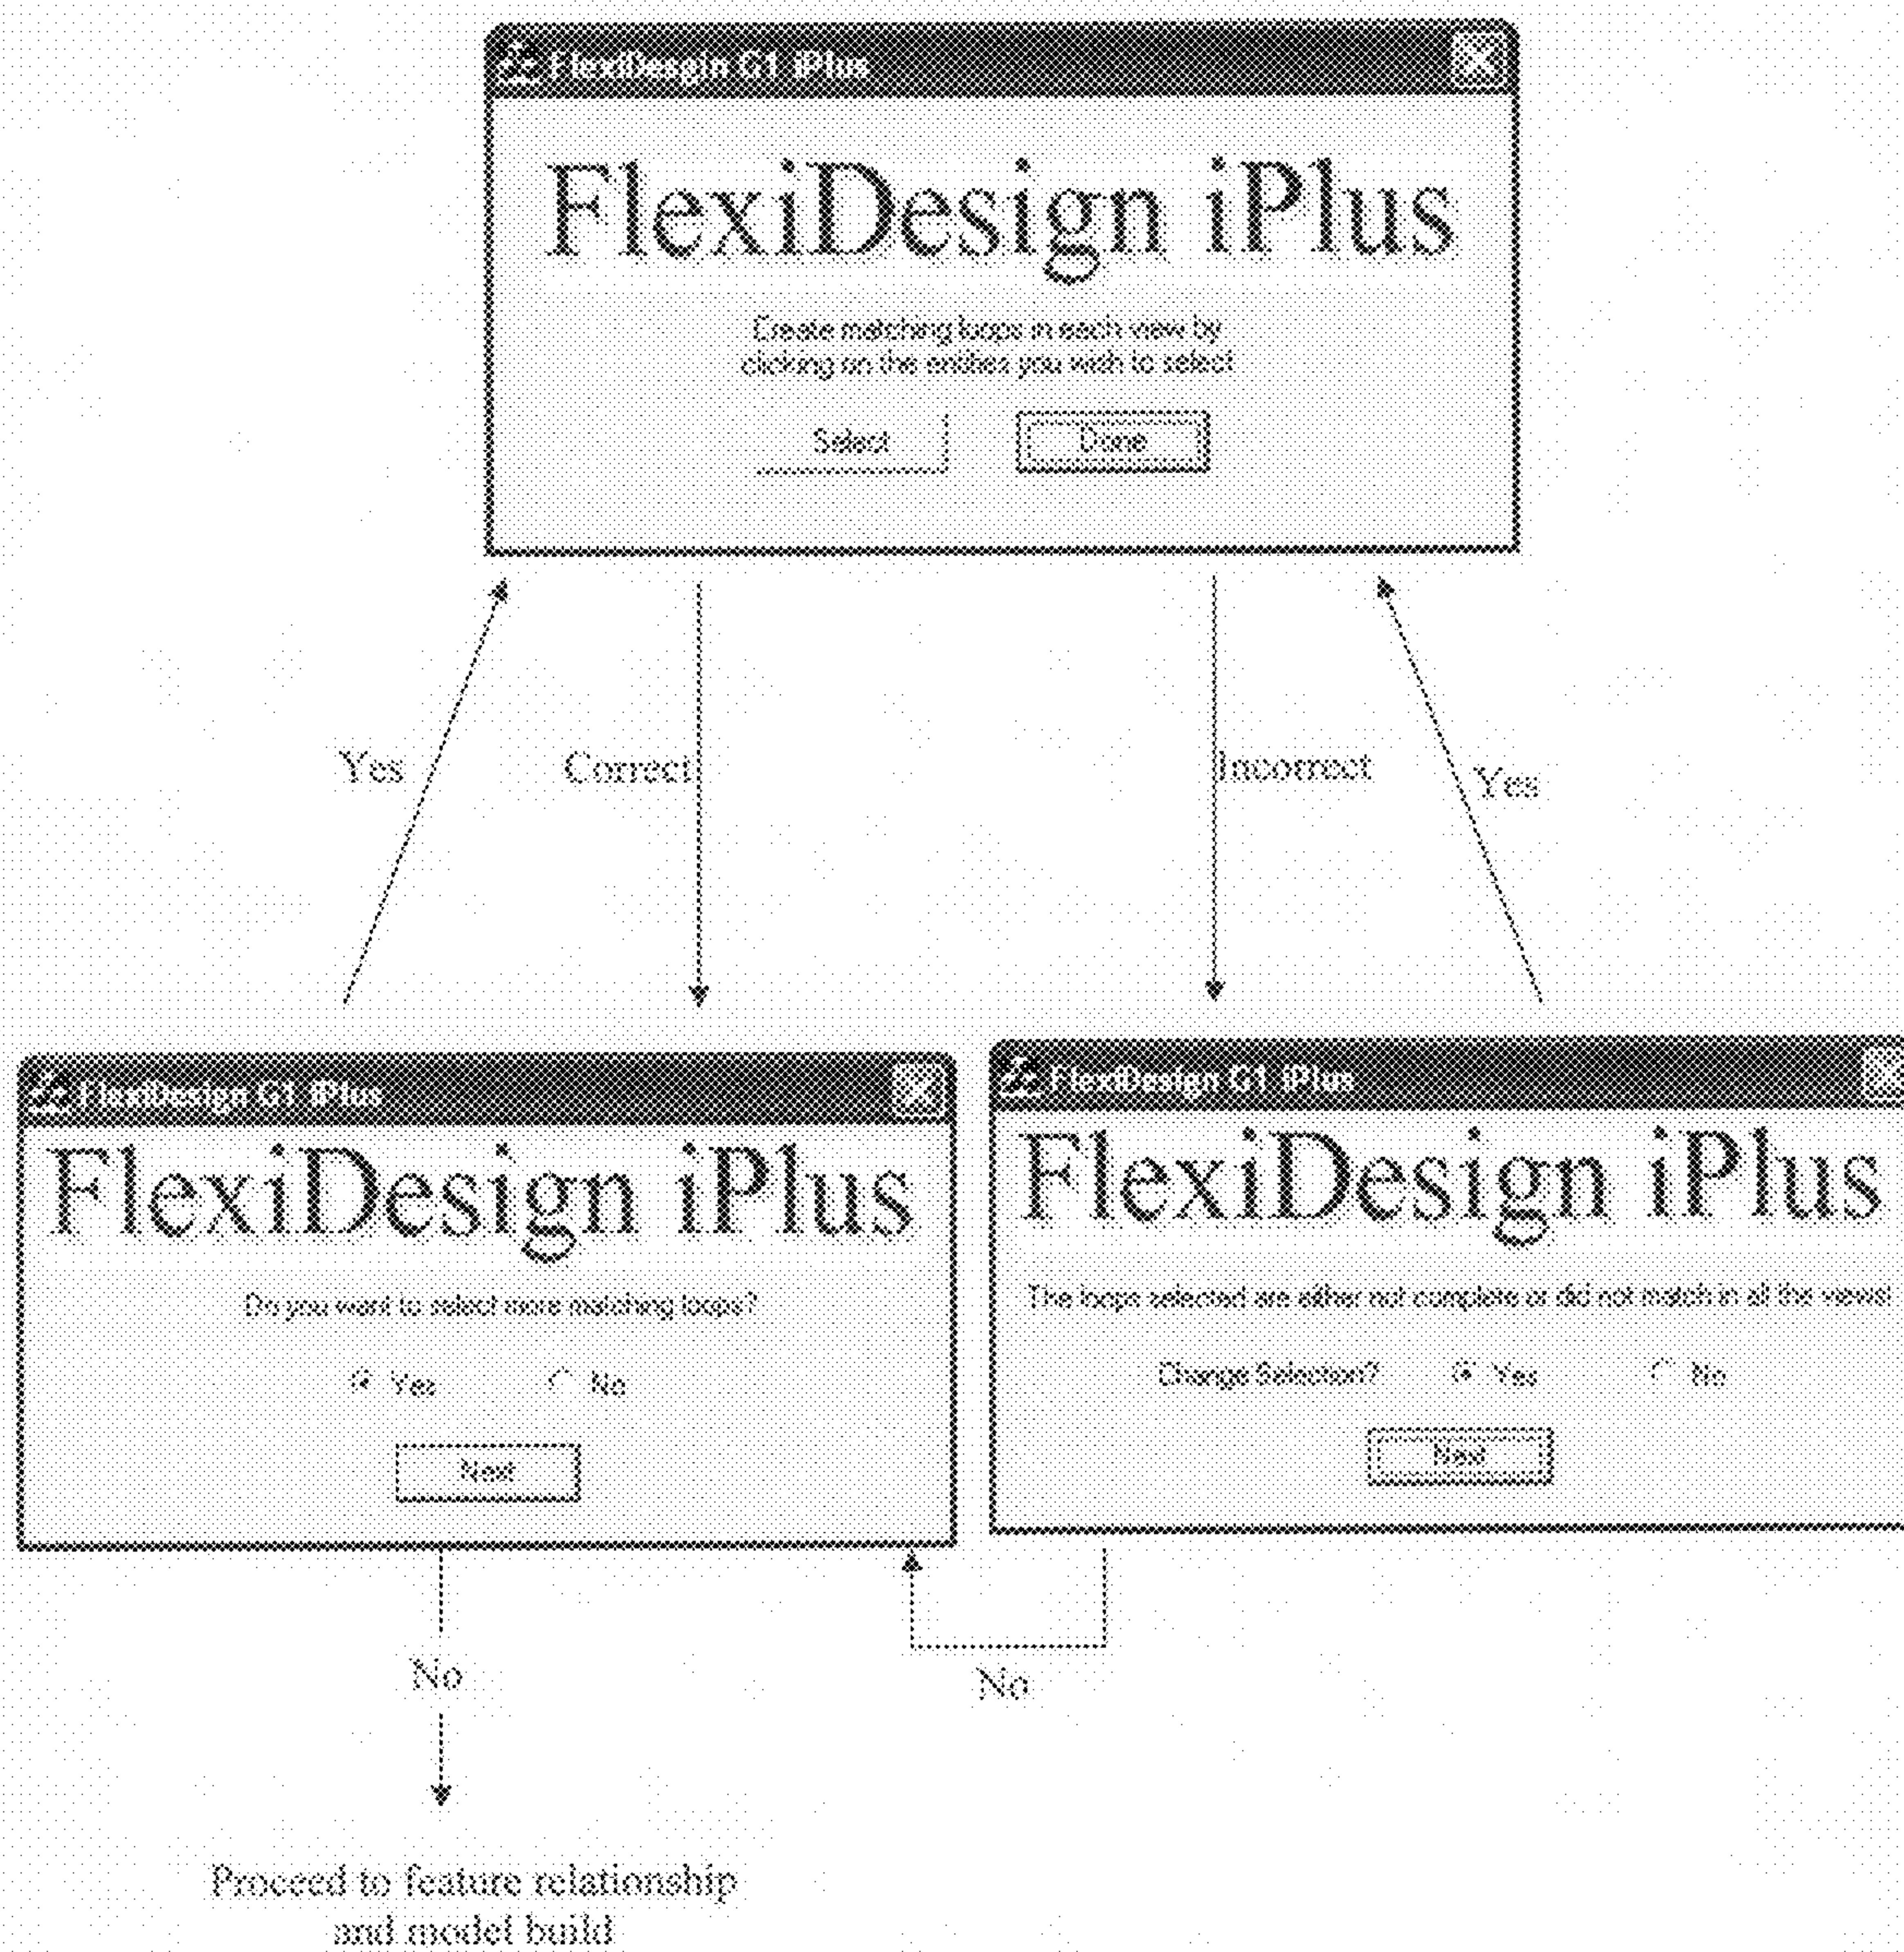 FlexiDesgin G1 iPlus
FlexiDesign iPlus
Create matching loops in each view by
clicking on the entities you wish to select
Select
Done
Yes
Correct
Incorrect
Yes
FlexiDesign G1 iPlus
FlexiDesign iPlus
Do you want to select more matching loops?
Yes
No
Next
FlexiDesign G1 iPlus
FlexiDesign iPlus
The loops selected are either not complete or did not match in all the views!
Change Selection?
Yes
No
Next
No
No
Proceed to feature relationship
and model build